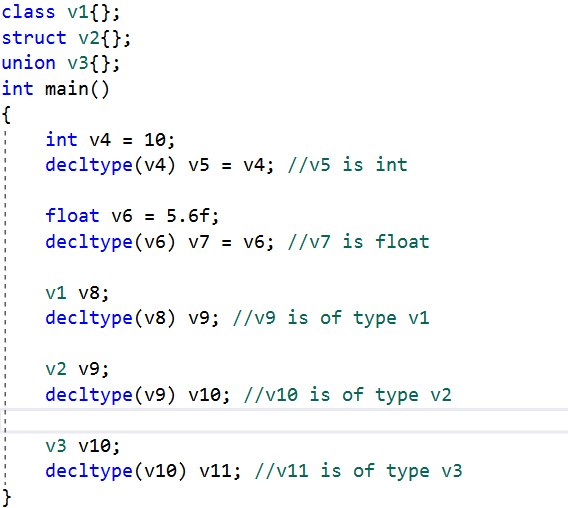 class v1{};
struct v2{};
union v3{};
int main()
{
    int v4 = 10;
    decltype(v4) v5 = v4; //v5 is int
    float v6 = 5.6f;
    decltype(v6) v7 = v6; //v7 is float
    v1 v8;
    decltype(v8) v9; //v9 is of type v1
    v2 v9;
    decltype(v9) v10; //v10 is of type v2
    v3 v10;
    decltype(v10) v11; //v11 is of type v3
}